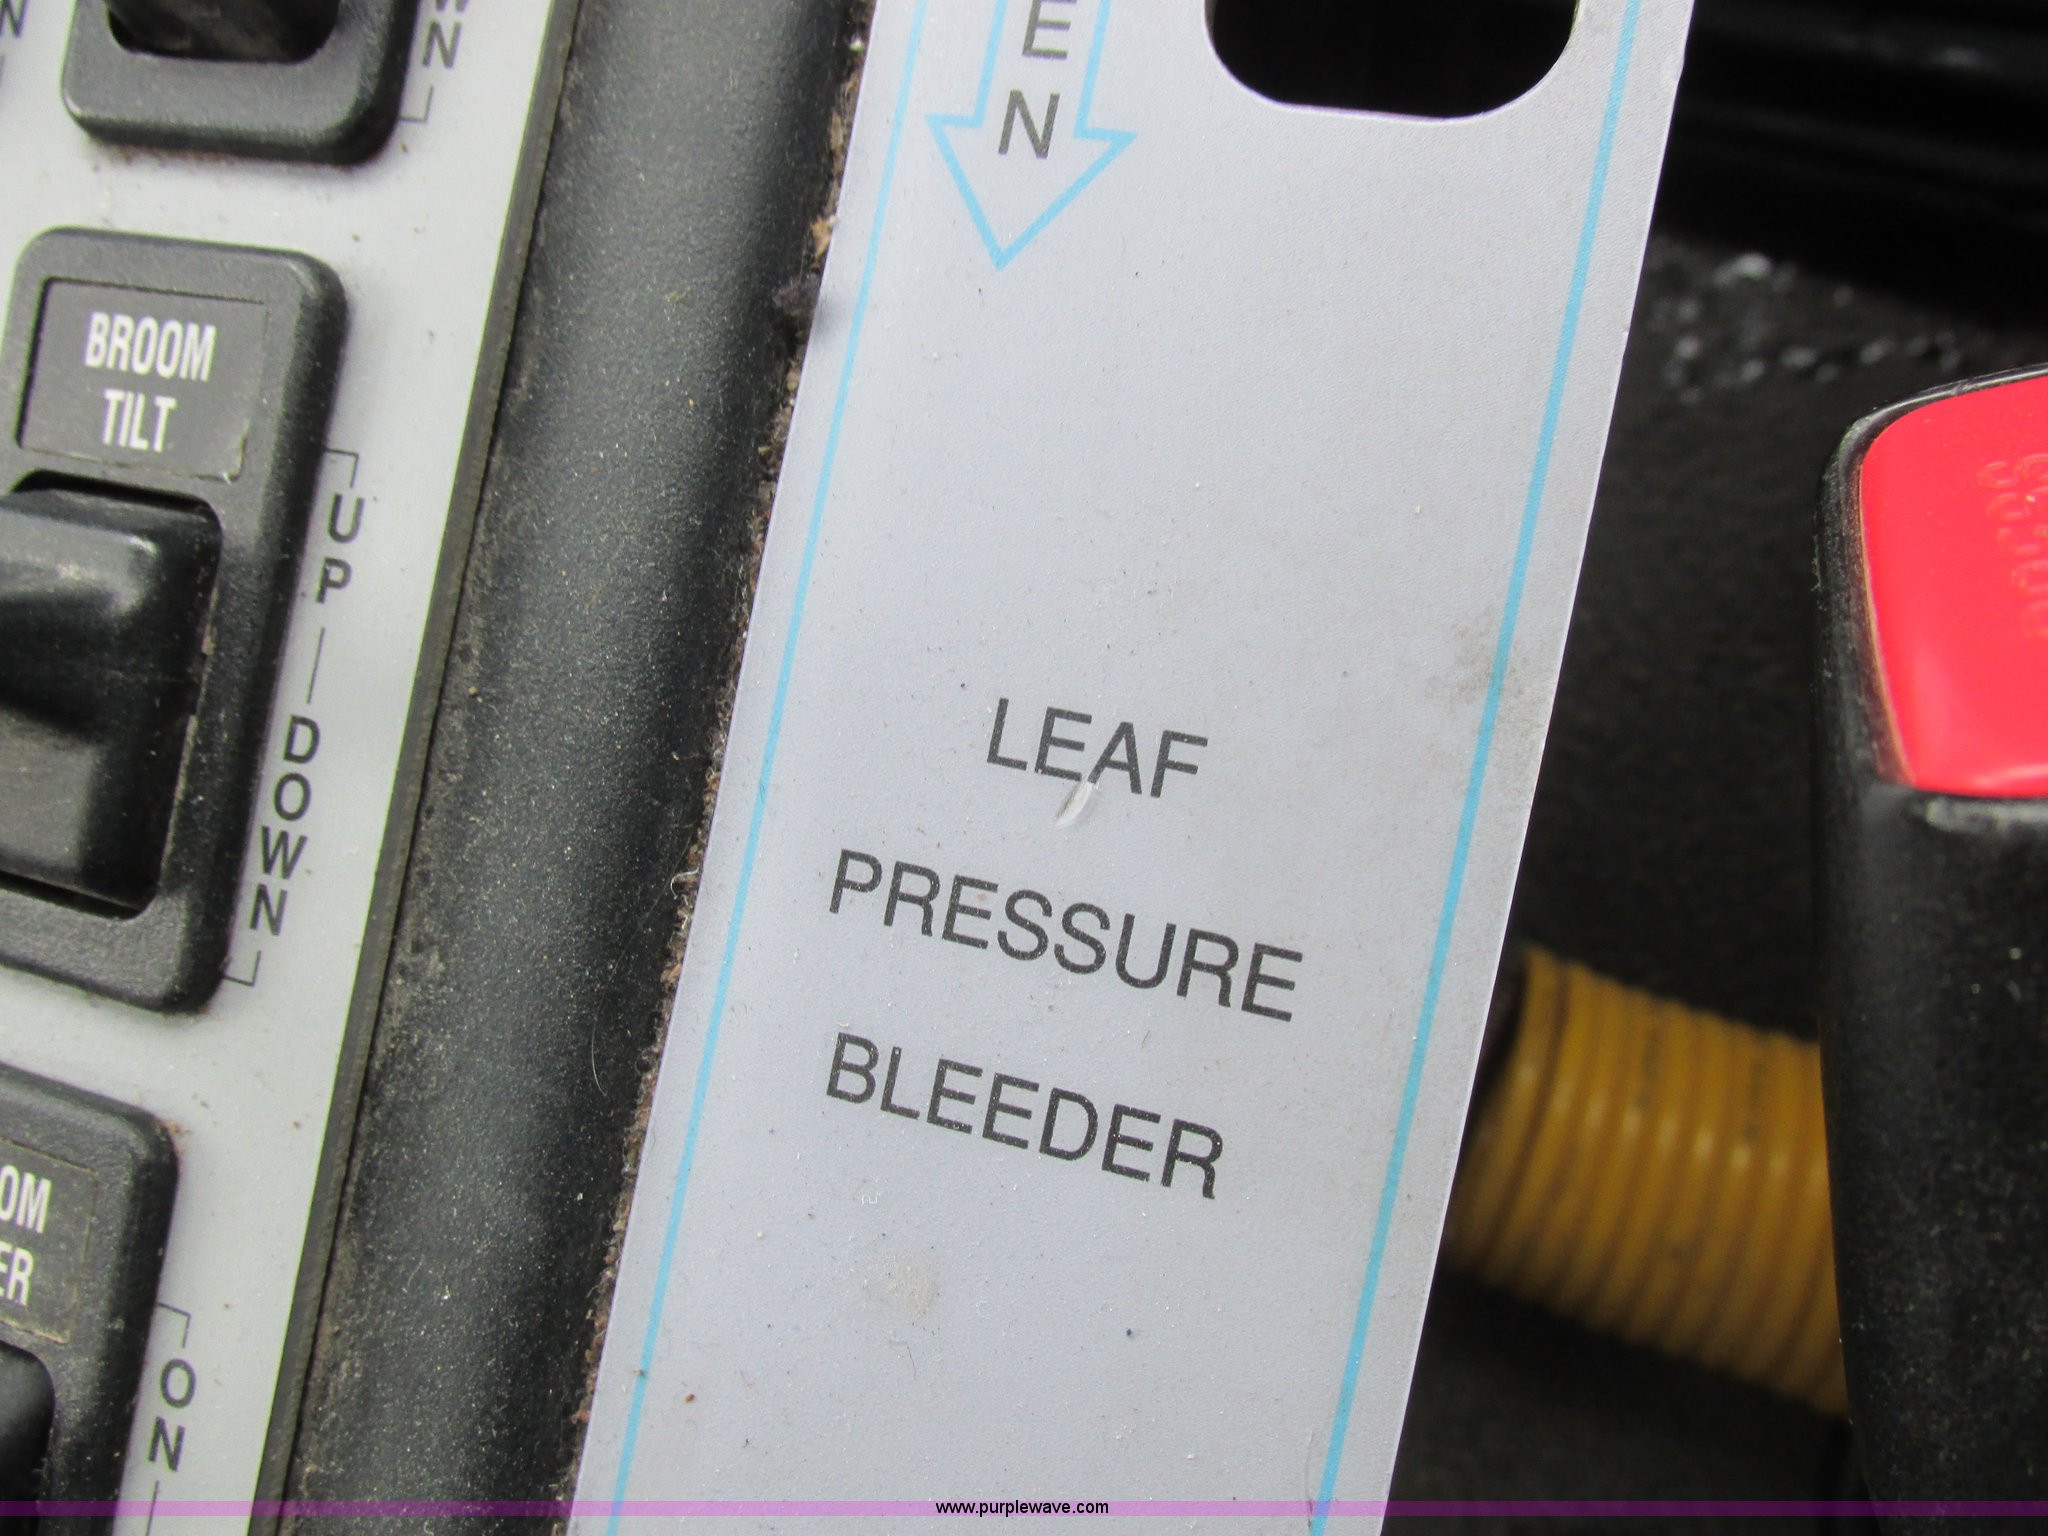 EN
BROOM
TILT
UP
DOWN
LEAF
PRESSURE
BLEEDER
ON
www.purplewave.com